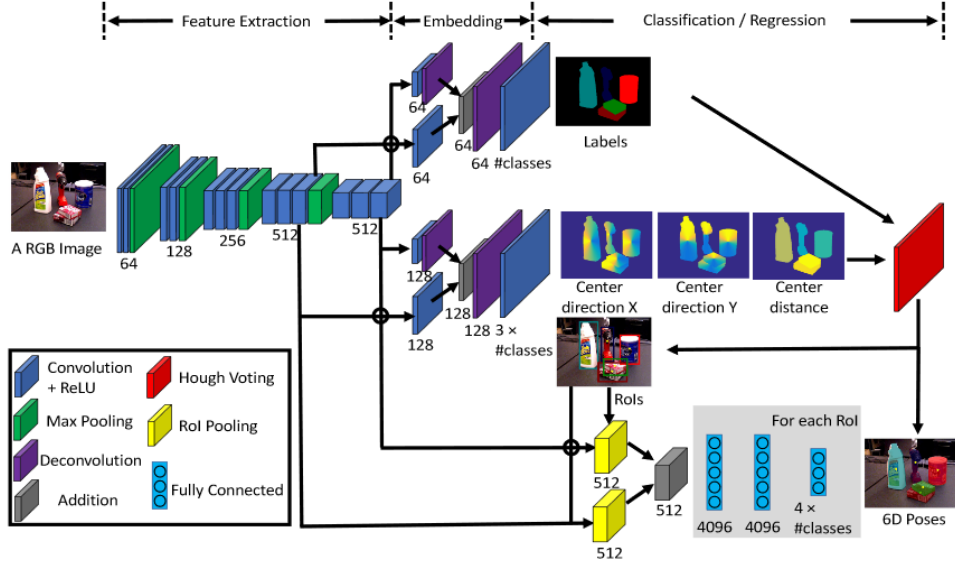 Feature Extraction
Embedding
Classification / Regression
64
64
64
64 #classes
Labels
A RGB Image
64
128
256
512
512
128
128
128
128
3 ×
#classes
Center
direction X
Center
direction Y
Center
distance
RoIs
Convolution
+ ReLU
Hough Voting
Max Pooling
RoI Pooling
Deconvolution
Addition
Fully Connected
512
512
512
For each RoI
4096
4096
4 ×
#classes
6D Poses